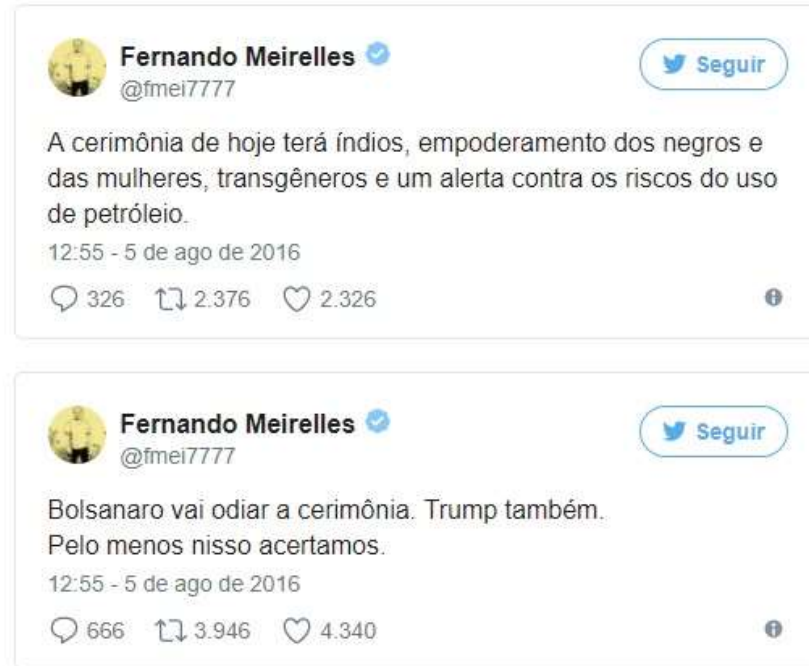 Fernando Meirelles
@fmei7777
Seguir
A cerimônia de hoje terá índios, empoderamento dos negros e
das mulheres, transgêneros e um alerta contra os riscos do uso
de petróleio.
12:55 - 5 de ago de 2016
326 2.376 2.326
Fernando Meirelles
@fmei7777
Seguir
Bolsanaro vai odiar a cerimônia. Trump também.
Pelo menos nisso acertamos.
12:55 - 5 de ago de 2016
666 3.946 4.340